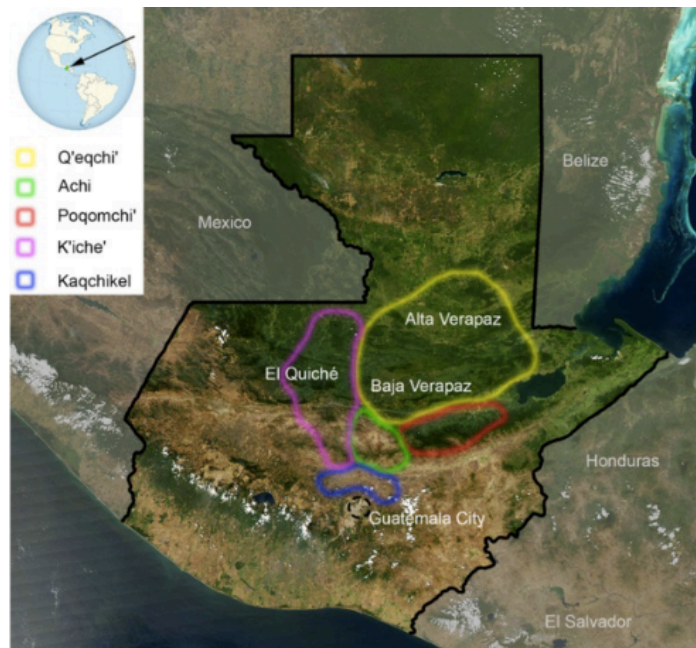 Q'eqchi'
Achi
Poqomchi'
K'iche'
Kaqchikel
Belize
Mexico
Alta Verapaz
El Quiché
Baja Verapaz
Honduras
Guatemala City
El Salvador